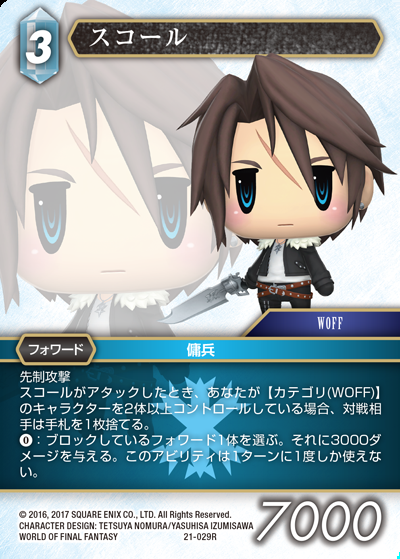 3
スコール
WOFF
フォワード
傭兵
先制攻撃
スコールがアタックしたとき、あなたが【カテゴリ(WOFF)】
のキャラクターを2体以上コントロールしている場合、対戦相
手は手札を1枚捨てる。
0：ブロックしているフォワード1体を選ぶ。それに3000ダ
メージを与える。このアビリティは1ターンに1度しか使えな
い。
© 2016, 2017 SQUARE ENIX CO., LTD. All Rights Reserved.
CHARACTER DESIGN: TETSUYA NOMURA/YASUHISA IZUMISAWA
WORLD OF FINAL FANTASY
21-029R
7000